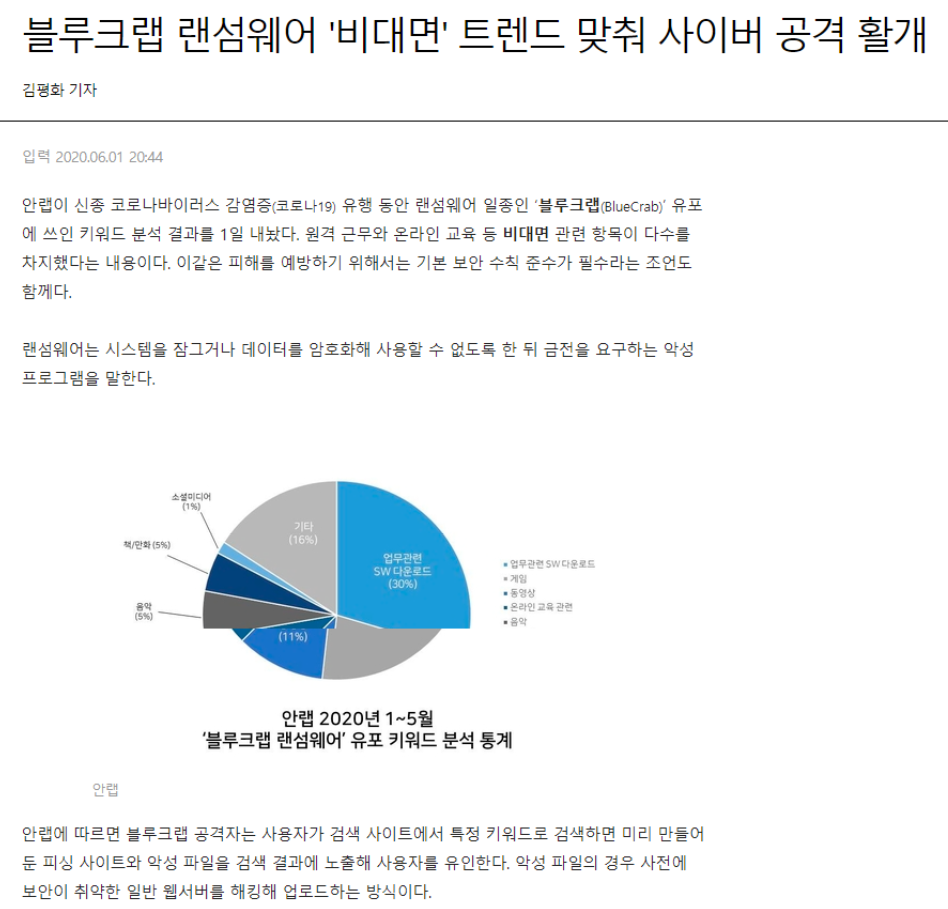 블루크랩 랜섬웨어 '비대면' 트렌드 맞춰 사이버 공격 활개
김평화 기자
입력 2020.06.01 20:44
안랩이 신종 코로나바이러스 감염증(코로나19) 유행 동안 랜섬웨어 일종인 '블루크랩(BlueCrab)' 유포
에 쓰인 키워드 분석 결과를 1일 내놨다. 원격 근무와 온라인 교육 등 비대면 관련 항목이 다수를
차지했다는 내용이다. 이같은 피해를 예방하기 위해서는 기본 보안 수칙 준수가 필수라는 조언도
함께다.
랜섬웨어는 시스템을 잠그거나 데이터를 암호화해 사용할 수 없도록 한 뒤 금전을 요구하는 악성
프로그램을 말한다.
소셜미디어
(1%)
기타
(16%)
책/만화 (5%)
업무관련
SW 다운로드
(30%)
음악
(5%)
(11%)
업무관련 SW 다운로드
게임
동영상
온라인 교육 관련
음악
안랩 2020년 1~5월
'블루크랩 랜섬웨어' 유포 키워드 분석 통계
안랩
안랩에 따르면 블루크랩 공격자는 사용자가 검색 사이트에서 특정 키워드로 검색하면 미리 만들어
둔 피싱 사이트와 악성 파일을 검색 결과에 노출해 사용자를 유인한다. 악성 파일의 경우 사전에
보안이 취약한 일반 웹서버를 해킹해 업로드하는 방식이다.